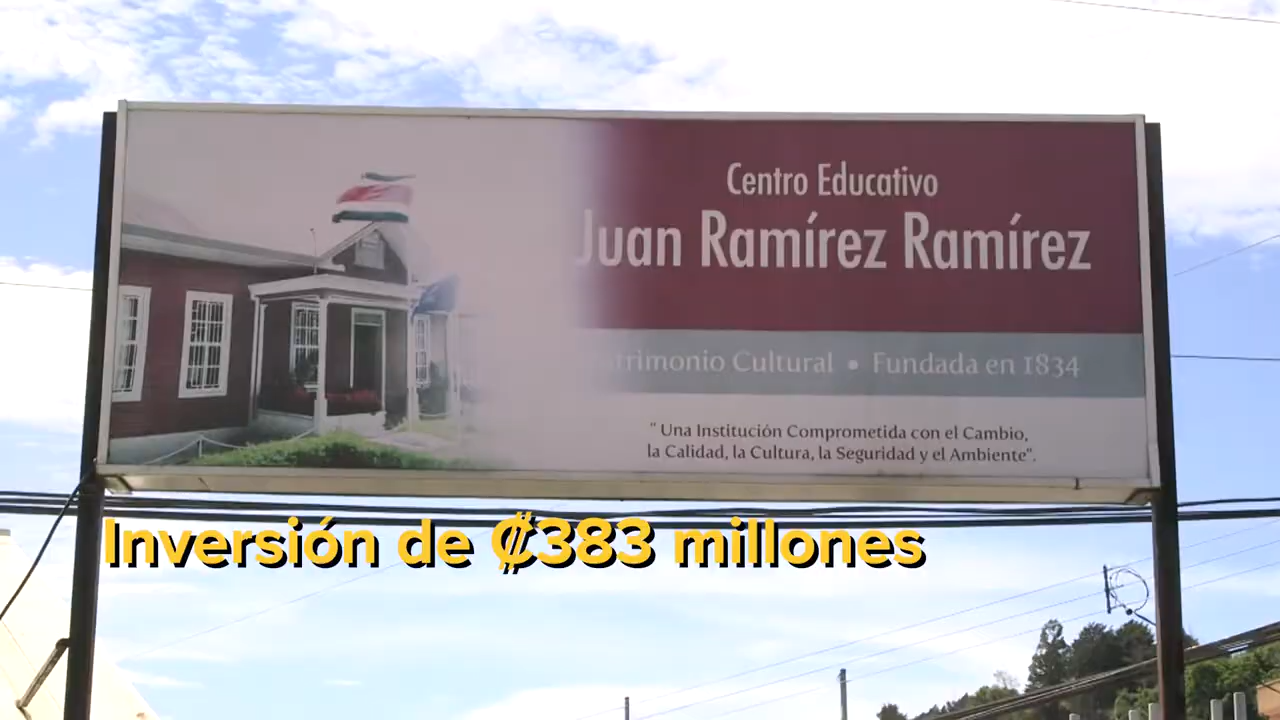 Centro Educativo
Juan Ramírez Ramírez
Patrimonio Cultural • Fundada en 1834
" Una Institución Comprometida con el Cambio,
la Calidad, la Cultura, la Seguridad y el Ambiente".
Inversión de ₡383 millones